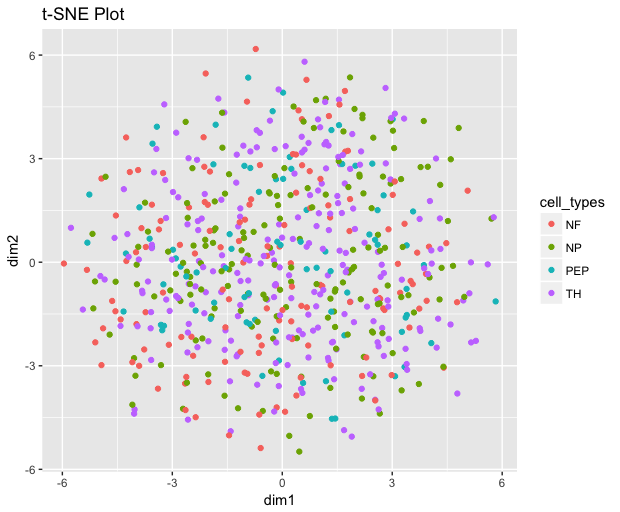 t-SNE Plot
6
3
0
-3
-6
dim2
-6
-3
0
3
6
dim1
cell_types
NF
NP
PEP
TH